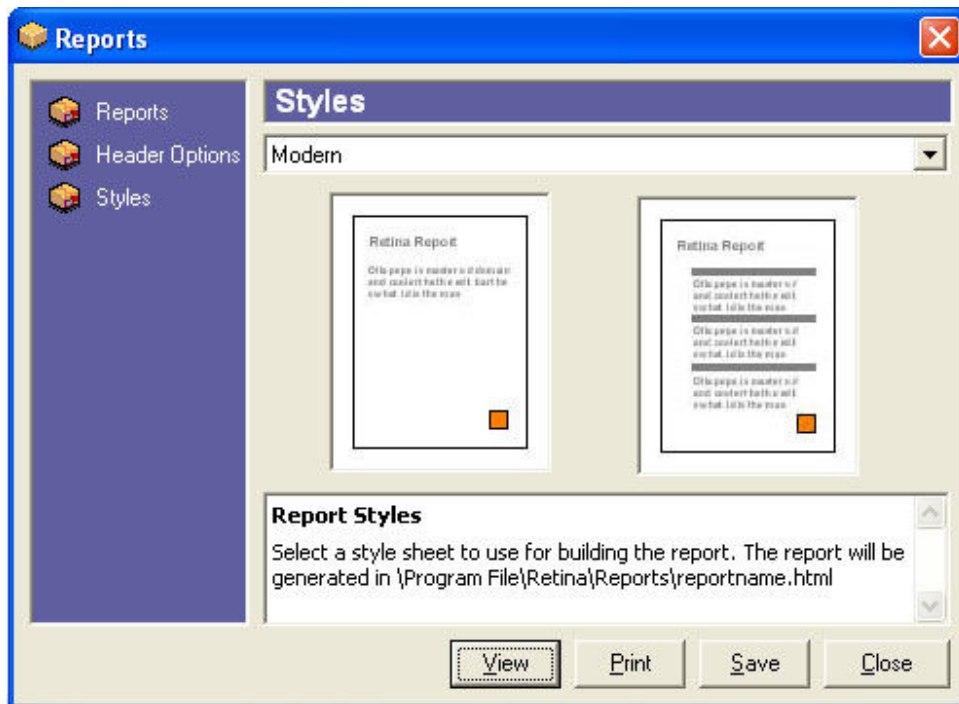 Reports
Reports
Header Options
Styles
Styles
Modern
Retina Report
Retina Report
Report Styles
Select a style sheet to use for building the report. The report will be
generated in \Program File\Retina\Reports\reportname.html
View
Print
Save
Close